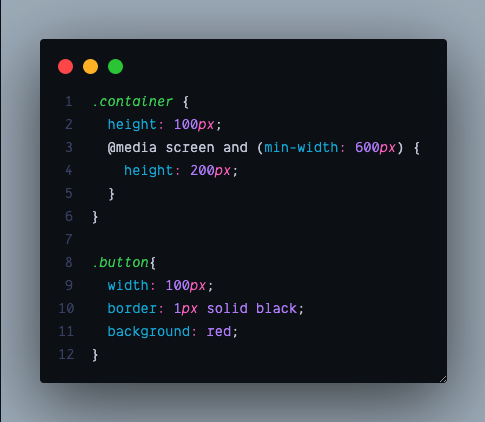 1 .container {
2   height: 100px;
3   @media screen and (min-width: 600px) {
4     height: 200px;
5   }
6 }
7
8 .button{
9   width: 100px;
10   border: 1px solid black;
11   background: red;
12 }